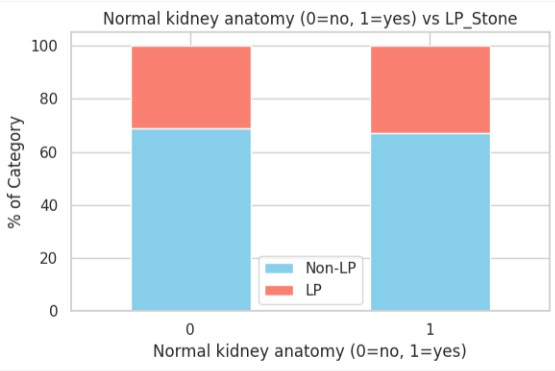 Normal kidney anatomy (0=no, 1=yes) vs LP_Stone
100
80
60
40
20
0
% of Category
Non-LP
LP
0 1
Normal kidney anatomy (0=no, 1=yes)